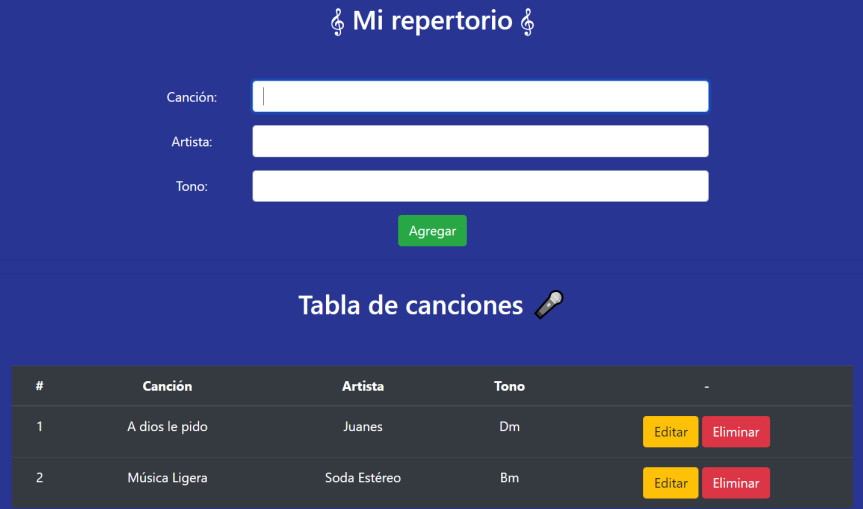 𝄞 Mi repertorio 𝄞
Canción:
Artista:
Tono:
Agregar
Tabla de canciones 🎤
# Canción Artista Tono -
1 A dios le pido Juanes Dm Editar Eliminar
2 Música Ligera Soda Estéreo Bm Editar Eliminar